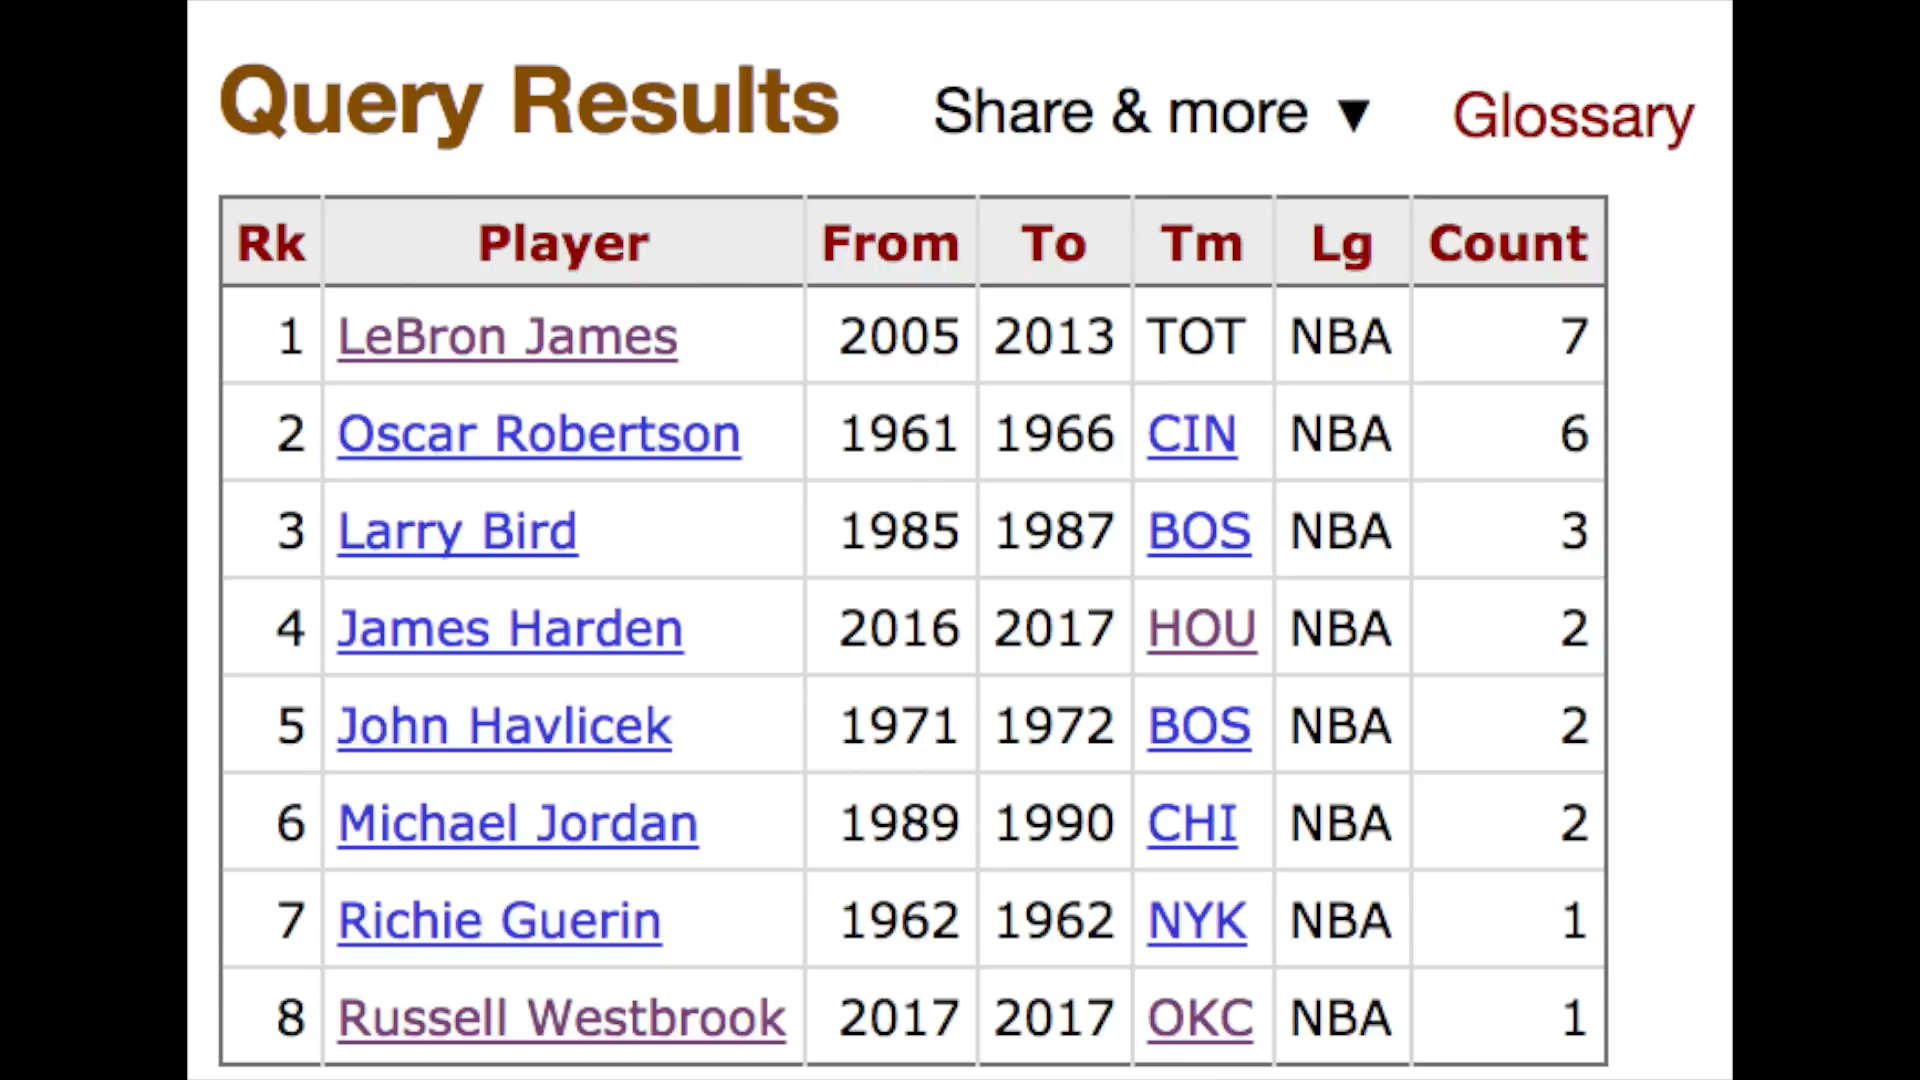 Query Results Share & more ▼ Glossary
Rk Player From To Tm Lg Count
1 LeBron James 2005 2013 TOT NBA 7
2 Oscar Robertson 1961 1966 CIN NBA 6
3 Larry Bird 1985 1987 BOS NBA 3
4 James Harden 2016 2017 HOU NBA 2
5 John Havlicek 1971 1972 BOS NBA 2
6 Michael Jordan 1989 1990 CHI NBA 2
7 Richie Guerin 1962 1962 NYK NBA 1
8 Russell Westbrook 2017 2017 OKC NBA 1